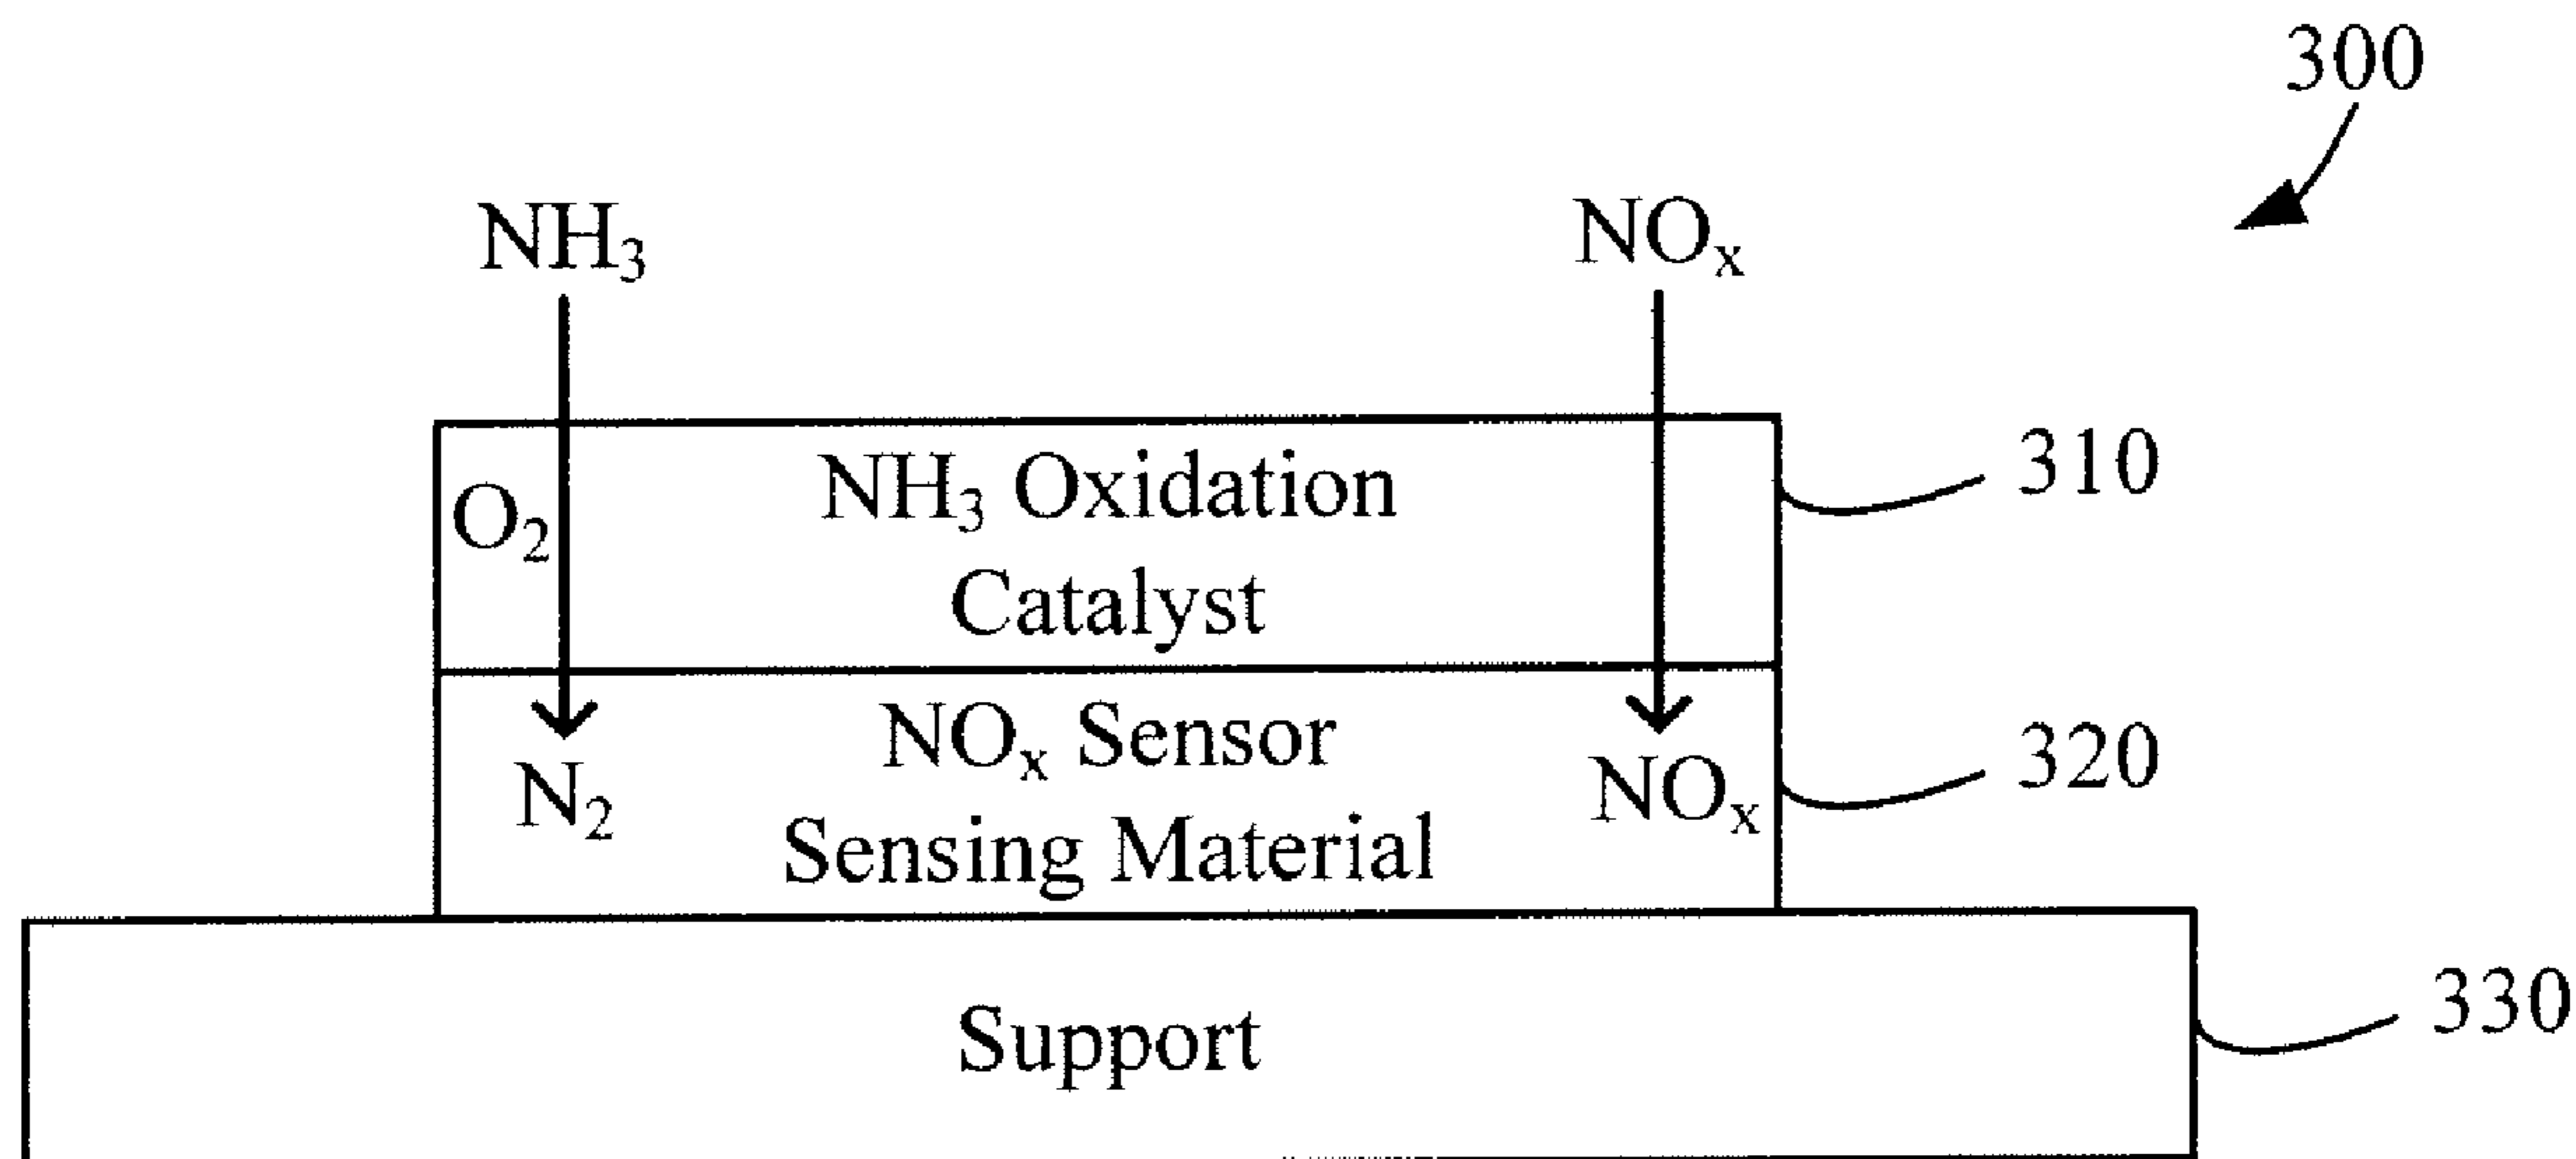 300
NH₃ NOₓ
NH₃ Oxidation
Catalyst
O₂
310
NOₓ Sensor
Sensing Material
N₂
NOₓ
320
Support
330